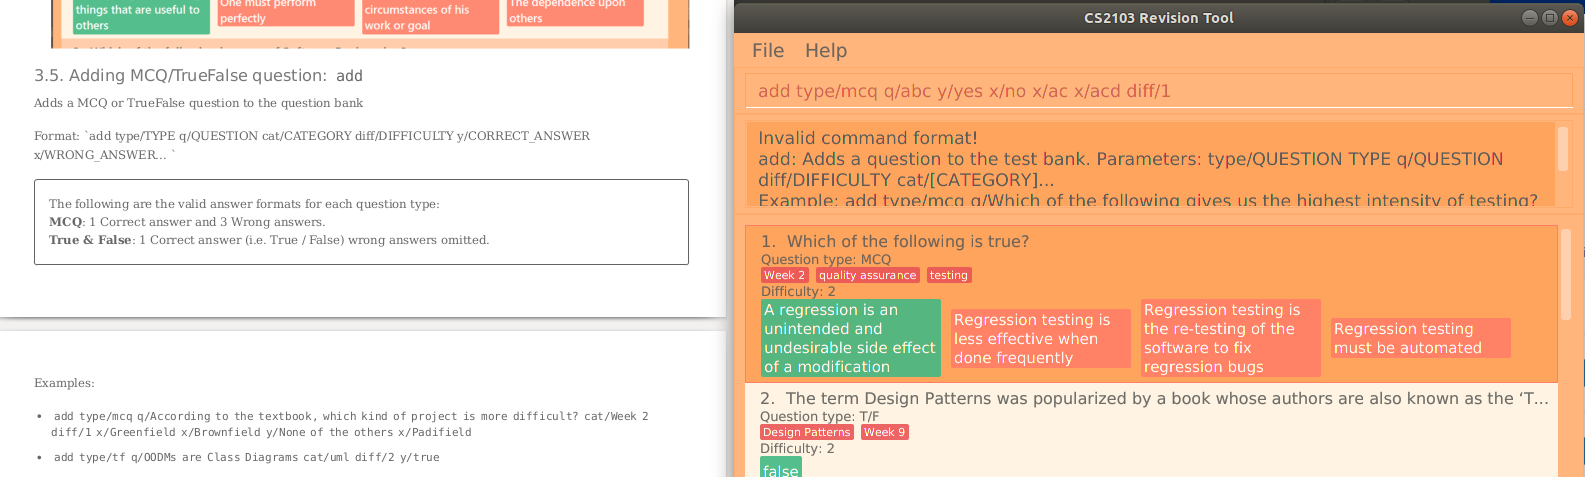 things that are useful to
others
One must perform
perfectly
circumstances of his
work or goal
The dependence upon
others
3.5. Adding MCQ/TrueFalse question: add
Adds a MCQ or TrueFalse question to the question bank
Format: `add type/TYPE q/QUESTION cat/CATEGORY diff/DIFFICULTY y/CORRECT_ANSWER
x/WRONG_ANSWER... `
The following are the valid answer formats for each question type:
MCQ: 1 Correct answer and 3 Wrong answers.
True & False: 1 Correct answer (i.e. True / False) wrong answers omitted.
Examples:
• add type/mcq q/According to the textbook, which kind of project is more difficult? cat/Week 2
diff/1 x/Greenfield x/Brownfield y/None of the others x/Padifield
• add type/tf q/OODMs are Class Diagrams cat/uml diff/2 y/true
CS2103 Revision Tool
File Help
add type/mcq q/abc y/yes x/no x/ac x/acd diff/1
Invalid command format!
add: Adds a question to the test bank. Parameters: type/QUESTION TYPE q/QUESTION
diff/DIFFICULTY cat/[CATEGORY]...
Example: add type/mcq q/Which of the following gives us the highest intensity of testing?
1. Which of the following is true?
Question type: MCQ
Week 2 quality assurance testing
Difficulty: 2
A regression is an
unintended and
undesirable side effect
of a modification
Regression testing is
less effective when
done frequently
Regression testing is
the re-testing of the
software to fix
regression bugs
Regression testing
must be automated
2. The term Design Patterns was popularized by a book whose authors are also known as the ‘T...
Question type: T/F
Design Patterns Week 9
Difficulty: 2
false